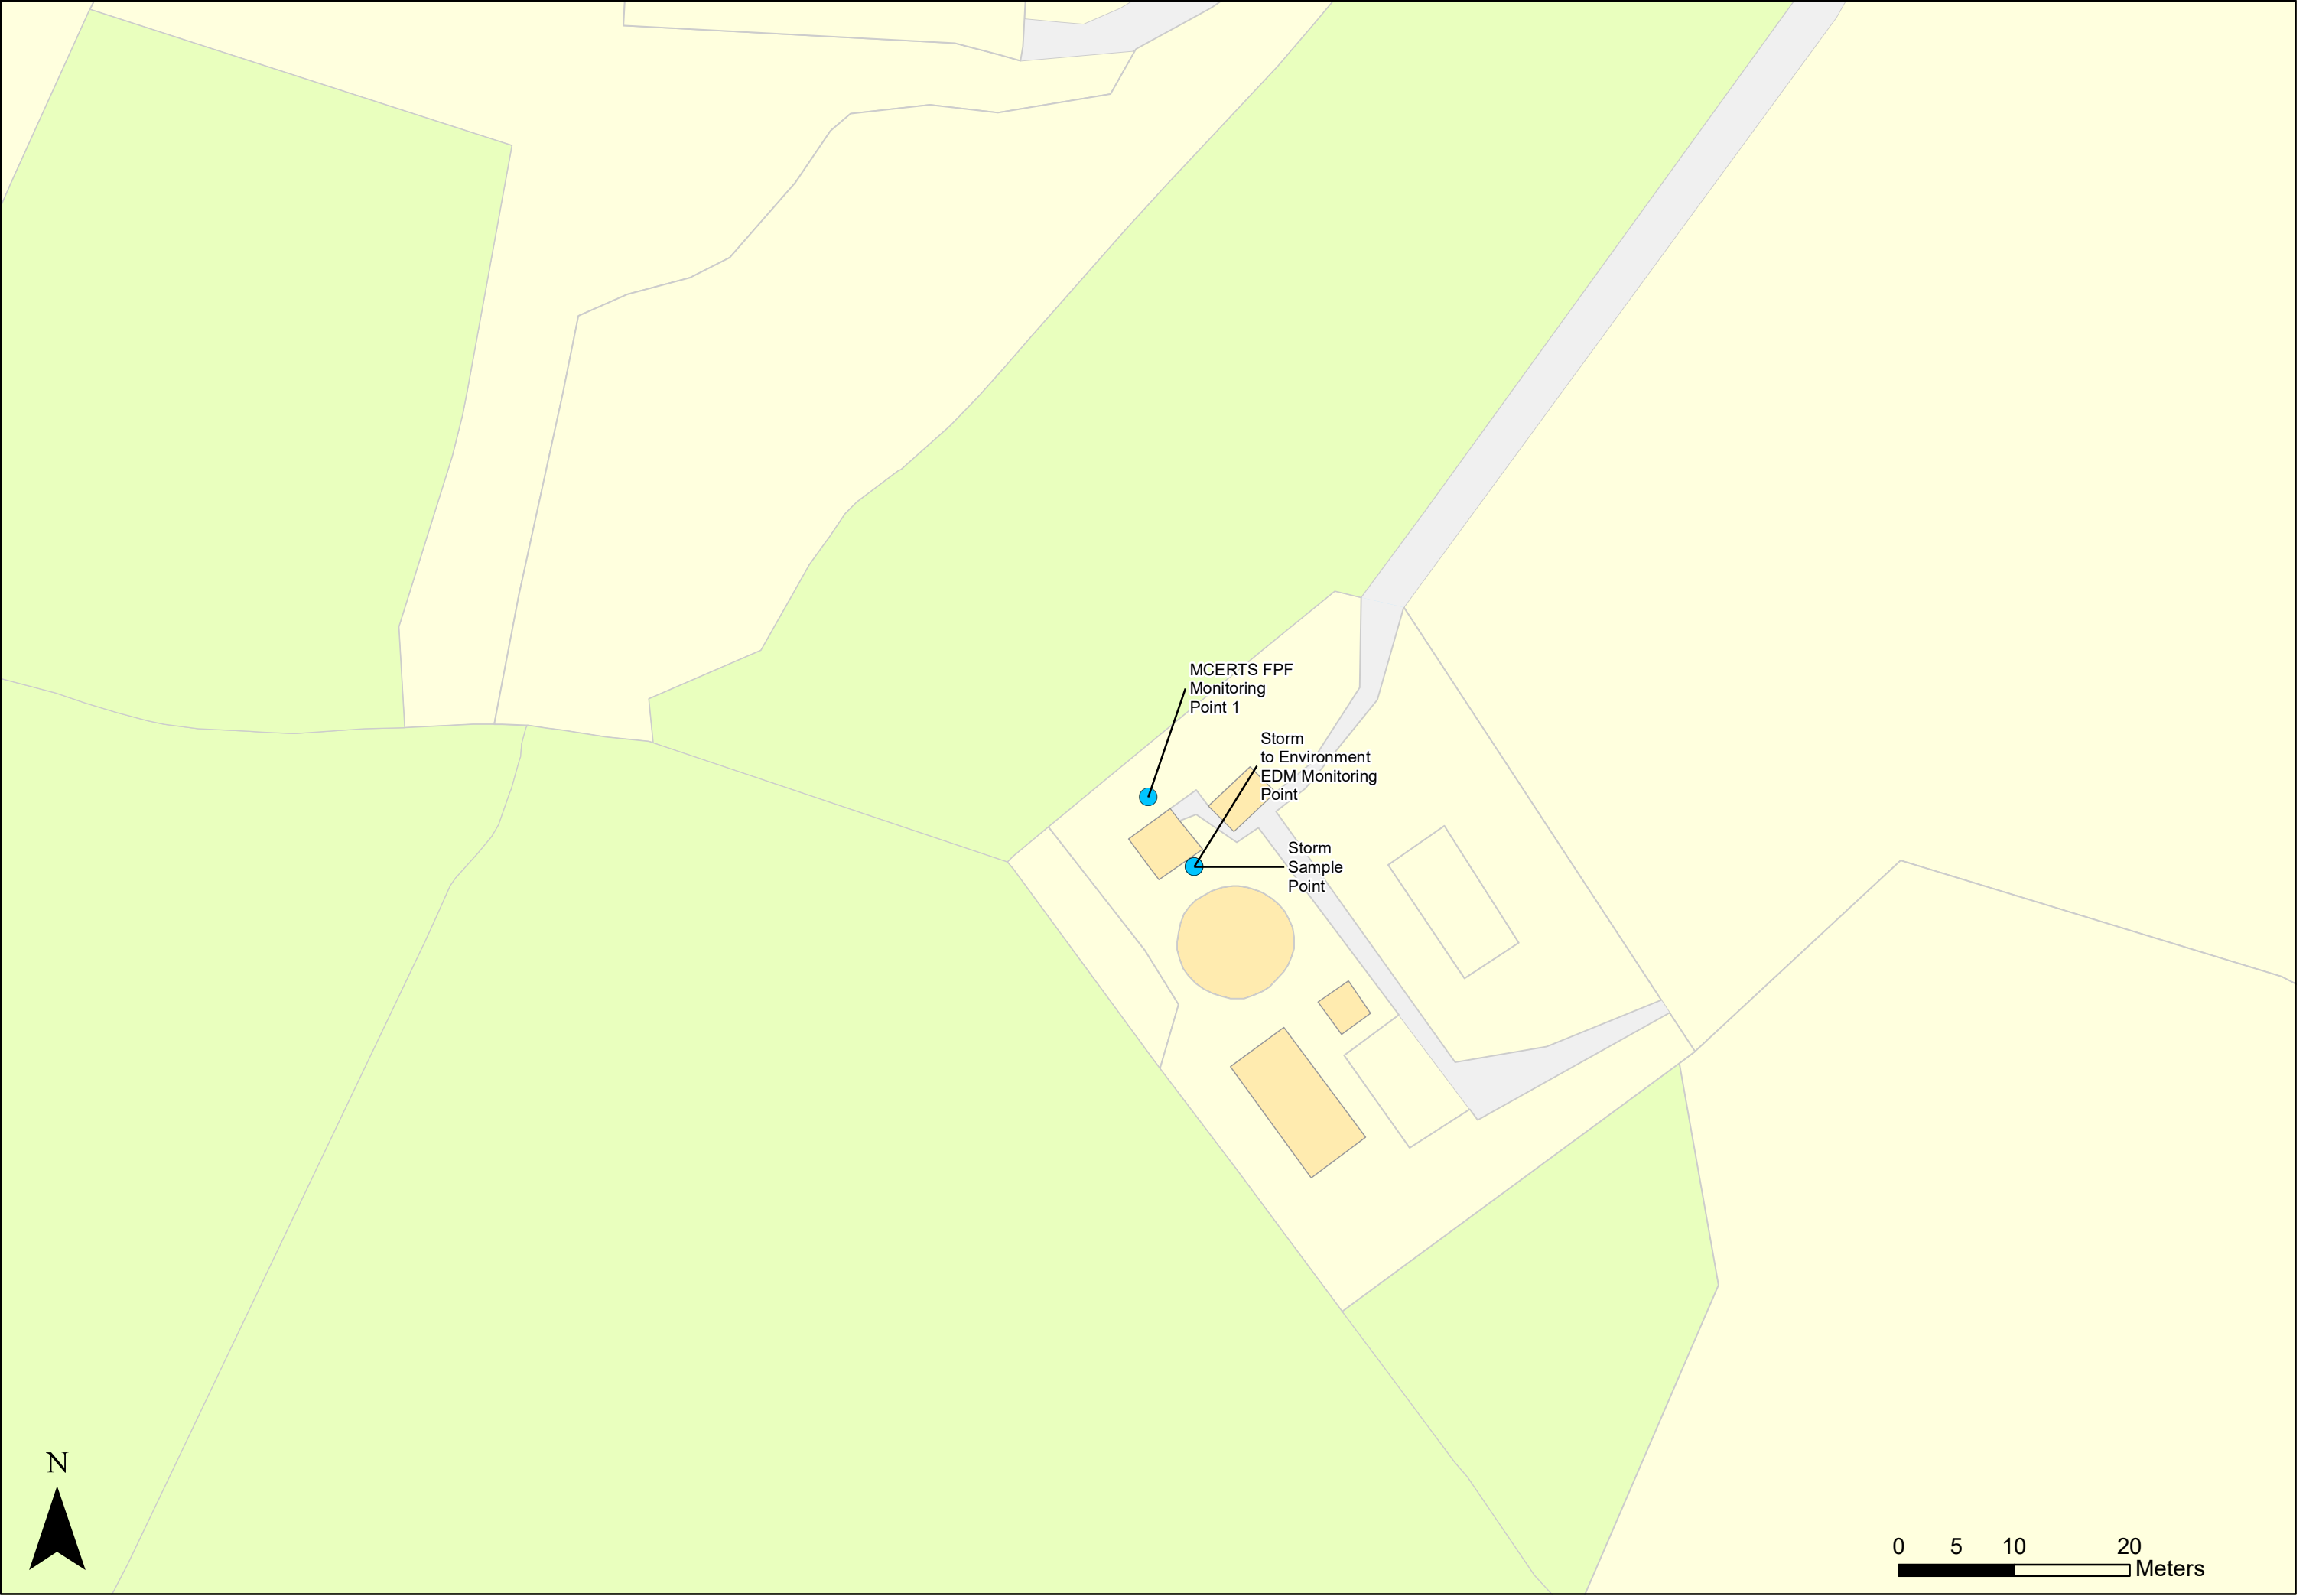 MCERTS FPF
Monitoring
Point 1
Storm
to Environment
EDM Monitoring
Point
Storm
Sample
Point
N
0 5 10 20
Meters